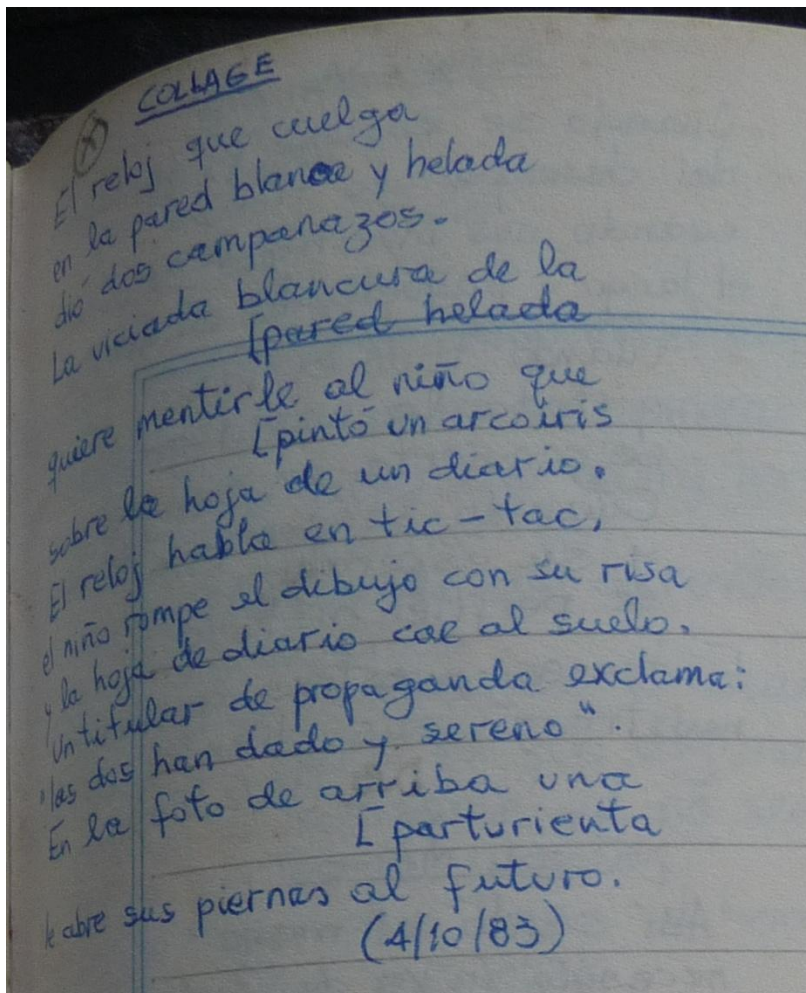 COLLAGE
El reloj que cuelga
en la pared blanca y helada
dió dos campanazos.
La viciada blancura de la
[pared helada
quiere mentirle al niño que
[pintó un arcoiris
sobre la hoja de un diario.
El reloj habla en tic-tac,
el niño rompe el dibujo con su risa
y la hoja de diario cae al suelo.
Un titular de propaganda exclama:
"las dos han dado y sereno".
En la foto de arriba una
[parturienta
le abre sus piernas al futuro.
(4/10/83)